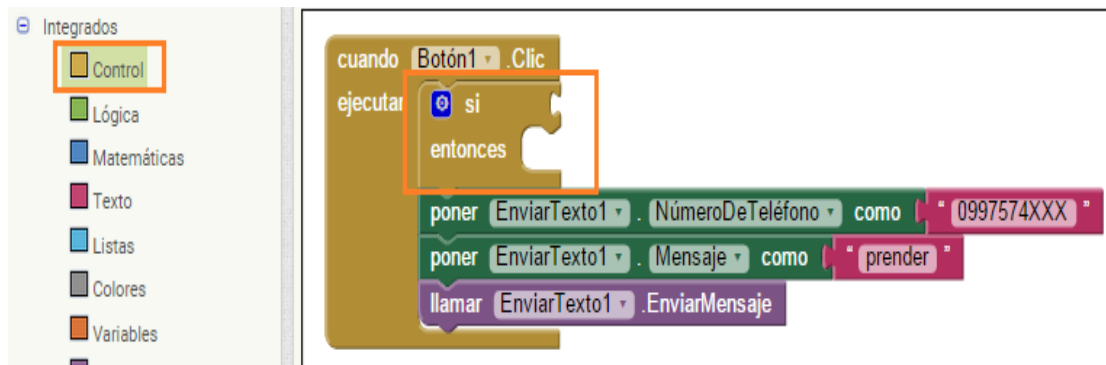 Integrados
Control
Lógica
Matemáticas
Texto
Listas
Colores
Variables
cuando Botón1 .Clic
ejecutar si
entonces
poner EnviarTexto1 . NúmeroDeTeléfono como " 0997574XXX "
poner EnviarTexto1 . Mensaje como " prender "
llamar EnviarTexto1 .EnviarMensaje